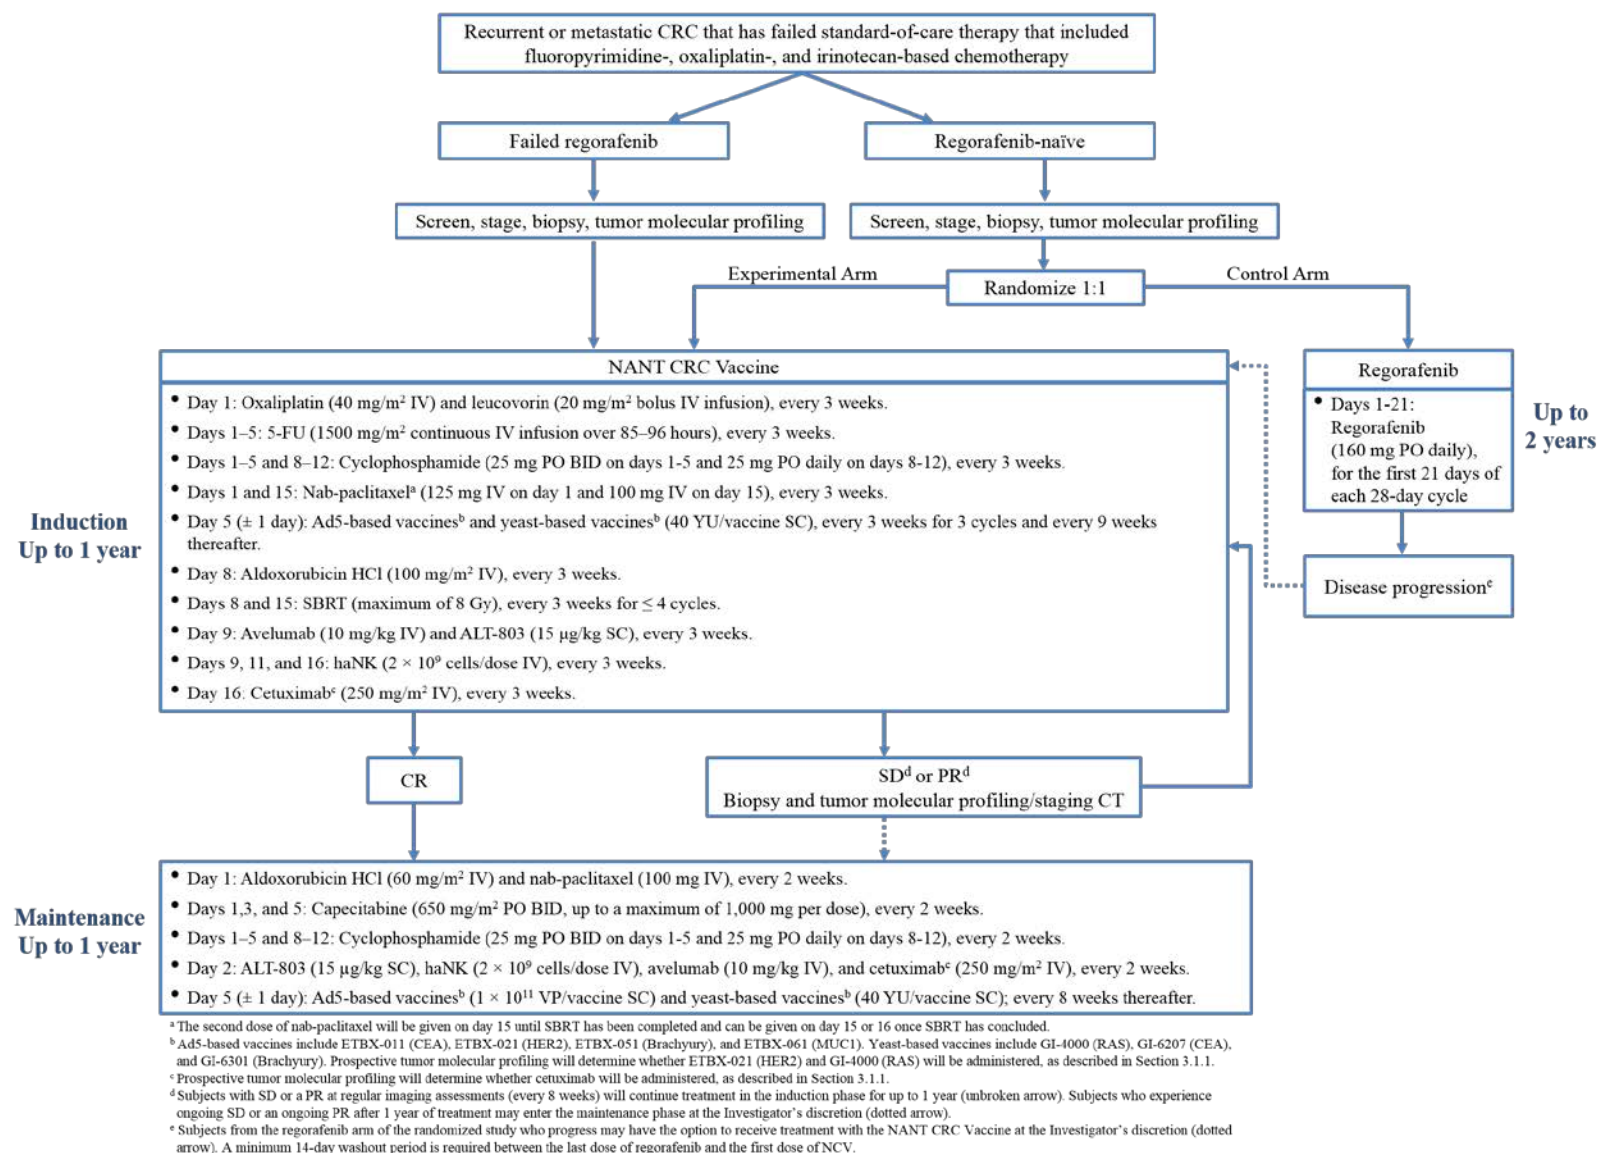 Recurrent or metastatic CRC that has failed standard-of-care therapy that included
fluoropyrimidine-, oxaliplatin-, and irinotecan-based chemotherapy
Failed regorafenib
Regorafenib-naïve
Screen, stage, biopsy, tumor molecular profiling
Screen, stage, biopsy, tumor molecular profiling
Experimental Arm
Randomize 1:1
Control Arm
NANT CRC Vaccine
• Day 1: Oxaliplatin (40 mg/m² IV) and leucovorin (20 mg/m² bolus IV infusion), every 3 weeks.
• Days 1–5: 5-FU (1500 mg/m² continuous IV infusion over 85–96 hours), every 3 weeks.
• Days 1–5 and 8–12: Cyclophosphamide (25 mg PO BID on days 1-5 and 25 mg PO daily on days 8-12), every 3 weeks.
• Days 1 and 15: Nab-paclitaxelᵃ (125 mg IV on day 1 and 100 mg IV on day 15), every 3 weeks.
• Day 5 (± 1 day): Ad5-based vaccinesᵇ and yeast-based vaccinesᵇ (40 YU/vaccine SC), every 3 weeks for 3 cycles and every 9 weeks
thereafter.
• Day 8: Aldoxorubicin HCl (100 mg/m² IV), every 3 weeks.
• Days 8 and 15: SBRT (maximum of 8 Gy), every 3 weeks for ≤ 4 cycles.
• Day 9: Avelumab (10 mg/kg IV) and ALT-803 (15 µg/kg SC), every 3 weeks.
• Days 9, 11, and 16: haNK (2 × 10⁹ cells/dose IV), every 3 weeks.
• Day 16: Cetuximabᶜ (250 mg/m² IV), every 3 weeks.
Induction
Up to 1 year
Regorafenib
• Days 1-21:
Regorafenib
(160 mg PO daily),
for the first 21 days of
each 28-day cycle
Up to
2 years
Disease progressionᵉ
CR
SDᵈ or PRᵈ
Biopsy and tumor molecular profiling/staging CT
Maintenance
Up to 1 year
• Day 1: Aldoxorubicin HCl (60 mg/m² IV) and nab-paclitaxel (100 mg IV), every 2 weeks.
• Days 1,3, and 5: Capecitabine (650 mg/m² PO BID, up to a maximum of 1,000 mg per dose), every 2 weeks.
• Days 1–5 and 8–12: Cyclophosphamide (25 mg PO BID on days 1-5 and 25 mg PO daily on days 8-12), every 2 weeks.
• Day 2: ALT-803 (15 µg/kg SC), haNK (2 × 10⁹ cells/dose IV), avelumab (10 mg/kg IV), and cetuximabᶜ (250 mg/m² IV), every 2 weeks.
• Day 5 (± 1 day): Ad5-based vaccinesᵇ (1 × 10¹¹ VP/vaccine SC) and yeast-based vaccinesᵇ (40 YU/vaccine SC); every 8 weeks thereafter.
ᵃ The second dose of nab-paclitaxel will be given on day 15 until SBRT has been completed and can be given on day 15 or 16 once SBRT has concluded.
ᵇ Ad5-based vaccines include ETBX-011 (CEA), ETBX-021 (HER2), ETBX-051 (Brachyury), and ETBX-061 (MUC1). Yeast-based vaccines include GI-4000 (RAS), GI-6207 (CEA),
and GI-6301 (Brachyury). Prospective tumor molecular profiling will determine whether ETBX-021 (HER2) and GI-4000 (RAS) will be administered, as described in Section 3.1.1.
ᶜ Prospective tumor molecular profiling will determine whether cetuximab will be administered, as described in Section 3.1.1.
ᵈ Subjects with SD or a PR at regular imaging assessments (every 8 weeks) will continue treatment in the induction phase for up to 1 year (unbroken arrow). Subjects who experience
ongoing SD or an ongoing PR after 1 year of treatment may enter the maintenance phase at the Investigator's discretion (dotted arrow).
ᵉ Subjects from the regorafenib arm of the randomized study who progress may have the option to receive treatment with the NANT CRC Vaccine at the Investigator's discretion (dotted
arrow). A minimum 14-day washout period is required between the last dose of regorafenib and the first dose of NCV.